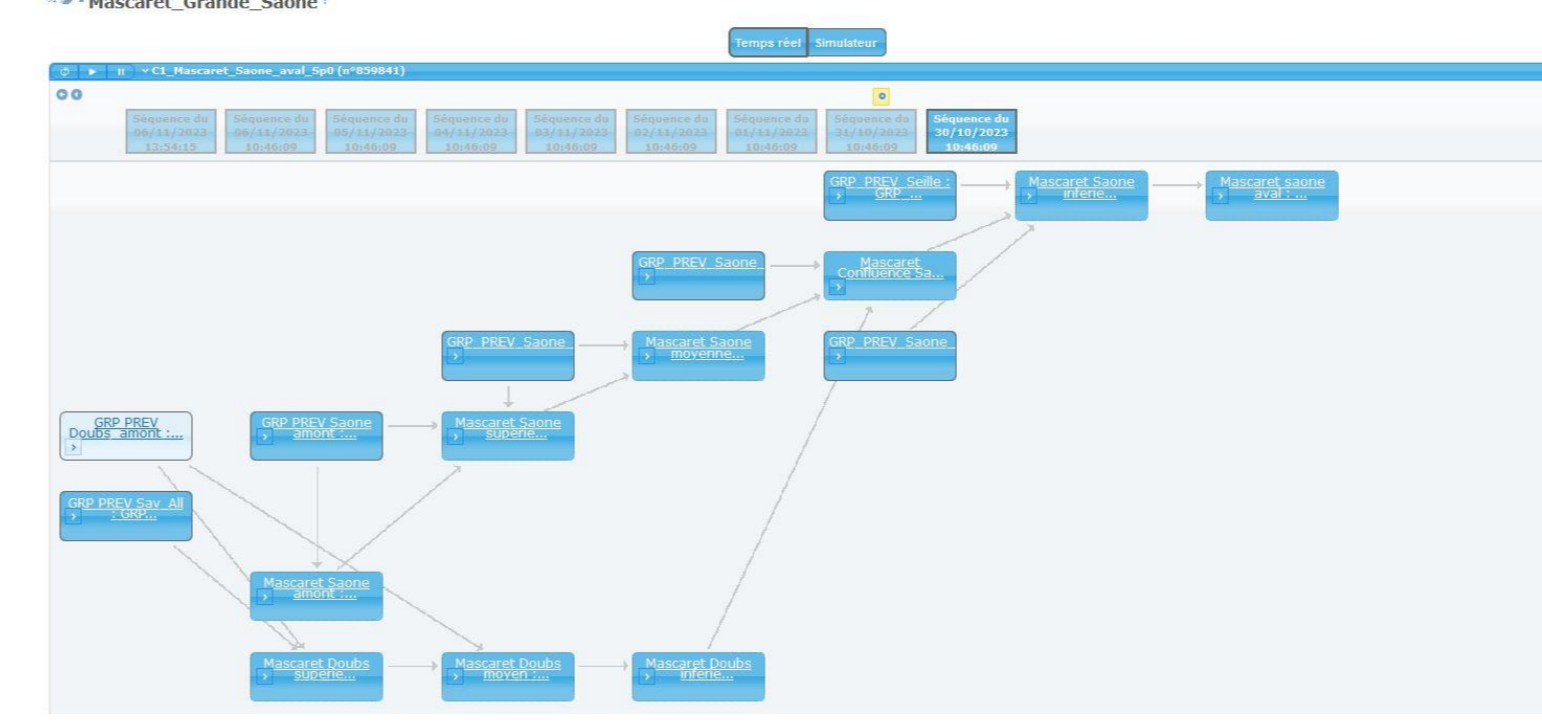 Mascaret_Grande_Saone
Temps réel Simulateur
C1_Mascaret_Saone_aval_Sp0 (n°859841)
Séquence du 06/11/2023 13:54:15
Séquence du 06/11/2023 10:46:09
Séquence du 05/11/2023 10:46:09
Séquence du 04/11/2023 10:46:09
Séquence du 03/11/2023 10:46:09
Séquence du 02/11/2023 10:46:09
Séquence du 01/11/2023 10:46:09
Séquence du 31/10/2023 10:46:09
Séquence du 30/10/2023 10:46:09
GRP_PREV_Seille :
GRP_...
Mascaret Saone
inferie...
Mascaret saone
aval : ...
GRP_PREV_Saone_
Mascaret
Confluence Sa...
GRP_PREV_Saone_
Mascaret Saone
moyenne...
GRP_PREV_Saone_
GRP PREV
Doubs_amont :...
GRP PREV Saone
amont :...
Mascaret Saone
superie...
GRP PREV Sav_All
: GRP...
Mascaret Saone
amont :...
Mascaret Doubs
superie...
Mascaret Doubs
moyen :...
Mascaret Doubs
inferie...